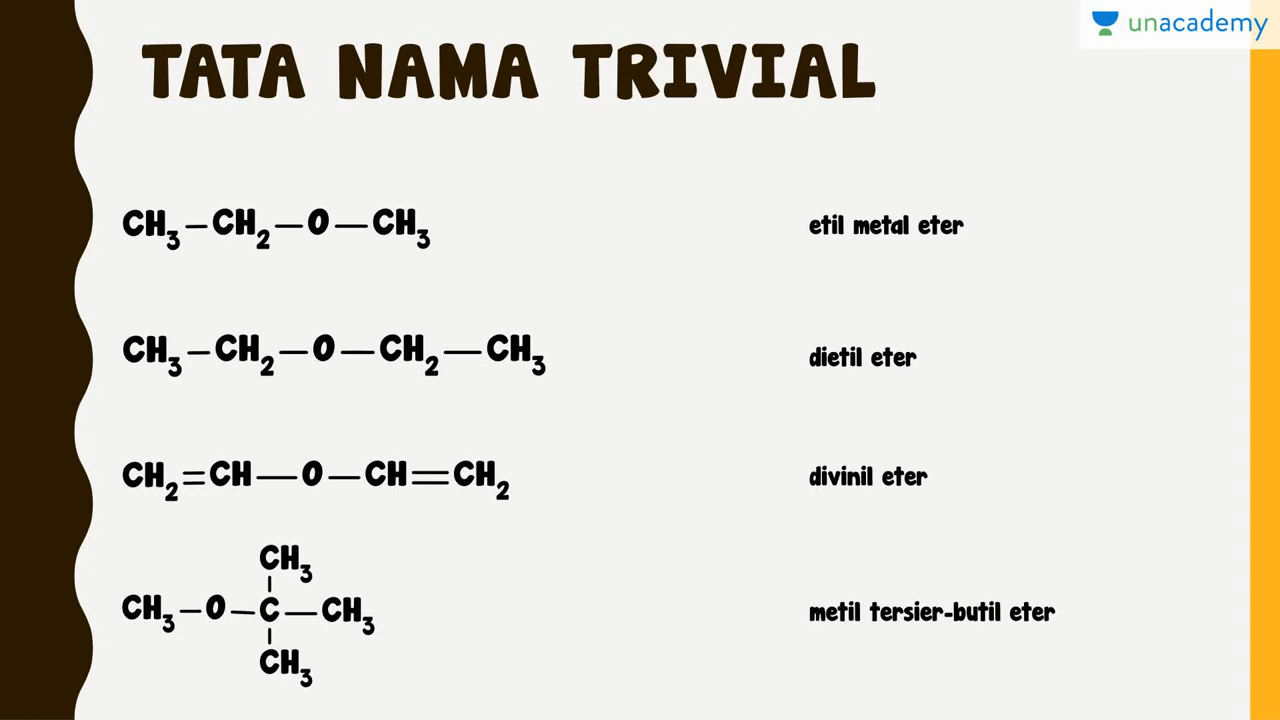 unacademy
TATA NAMA TRIVIAL
CH₃—CH₂—O—CH₃ etil metal eter
CH₃—CH₂—O—CH₂—CH₃ dietil eter
CH₂=CH—O—CH=CH₂ divinil eter
CH₃
|
CH₃—O—C—CH₃ metil tersier-butil eter
|
CH₃